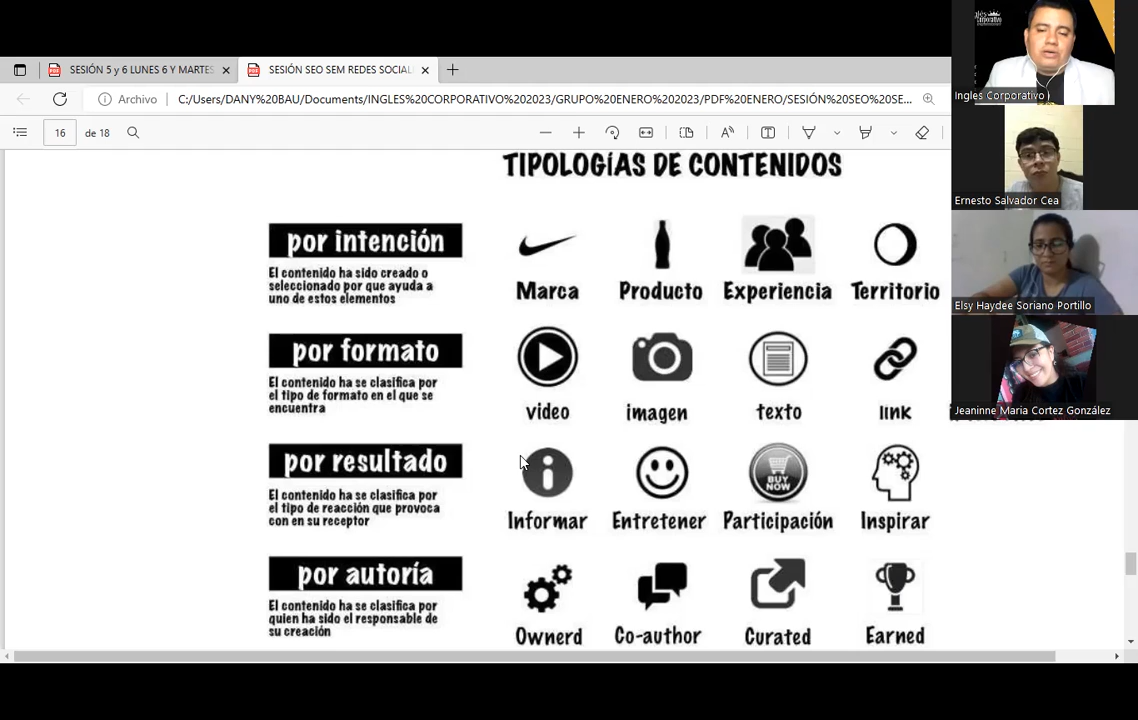 SESIÓN 5 y 6 LUNES 6 Y MARTES
SESIÓN SEO SEM REDES SOCIAL
Archivo
C:/Users/DANY%20BAU/Documents/INGLES%20CORPORATIVO%202023/GRUPO%20ENERO%202023/PDF%20ENERO/SESIÓN%20SEO%20SE...
16 de 18
TIPOLOGÍAS DE CONTENIDOS
por intención
El contenido ha sido creado o
seleccionado por que ayuda a
uno de estos elementos
Marca Producto Experiencia Territorio
por formato
El contenido ha se clasifica por
el tipo de formato en el que se
encuentra
video imagen texto link
por resultado
El contenido ha se clasifica por
el tipo de reacción que provoca
con en su receptor
BUY
NOW
Informar Entretener Participación Inspirar
por autoría
El contenido ha se clasifica por
quien ha sido el responsable de
su creación
Ownerd Co-author Curated Earned
Ingles Corporativo
Ernesto Salvador Cea
Elsy Haydee Soriano Portillo
Jeaninne Maria Cortez González